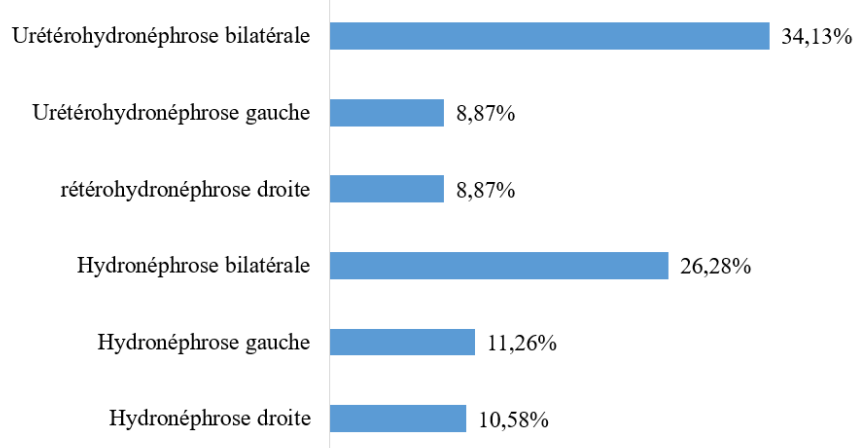 Urétérohydronéphrose bilatérale 34,13%
Urétérohydronéphrose gauche 8,87%
rétérohydronéphrose droite 8,87%
Hydronéphrose bilatérale 26,28%
Hydronéphrose gauche 11,26%
Hydronéphrose droite 10,58%